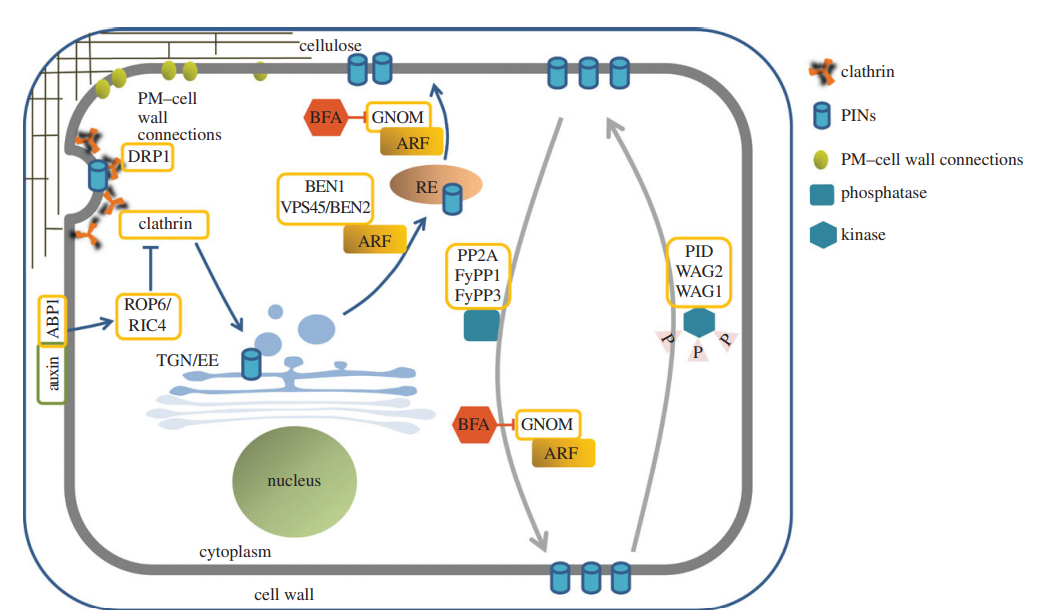 cellulose
PM–cell
wall
connections
DRP1
clathrin
ROP6/
RIC4
ABP1
auxin
TGN/EE
BFA
GNOM
ARF
RE
BEN1
VPS45/BEN2
ARF
PP2A
FyPP1
FyPP3
BFA
GNOM
ARF
PID
WAG2
WAG1
P
P
P
nucleus
cytoplasm
cell wall
clathrin
PINs
PM–cell wall connections
phosphatase
kinase